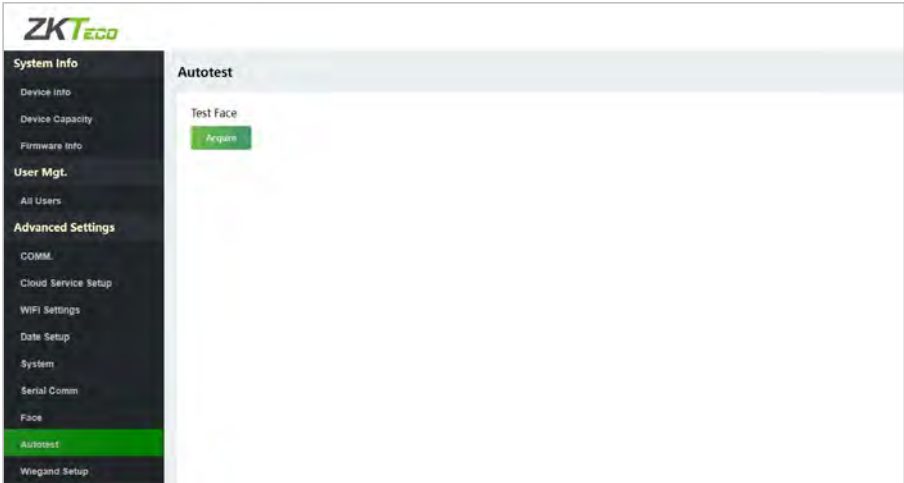 ZKTECO
System Info
Device Info
Device Capacity
Firmware Info
User Mgt.
All Users
Advanced Settings
COMM.
Cloud Service Setup
WIFI Settings
Date Setup
System
Serial Comm
Face
Autotest
Wiegand Setup
Autotest
Test Face
Acquire